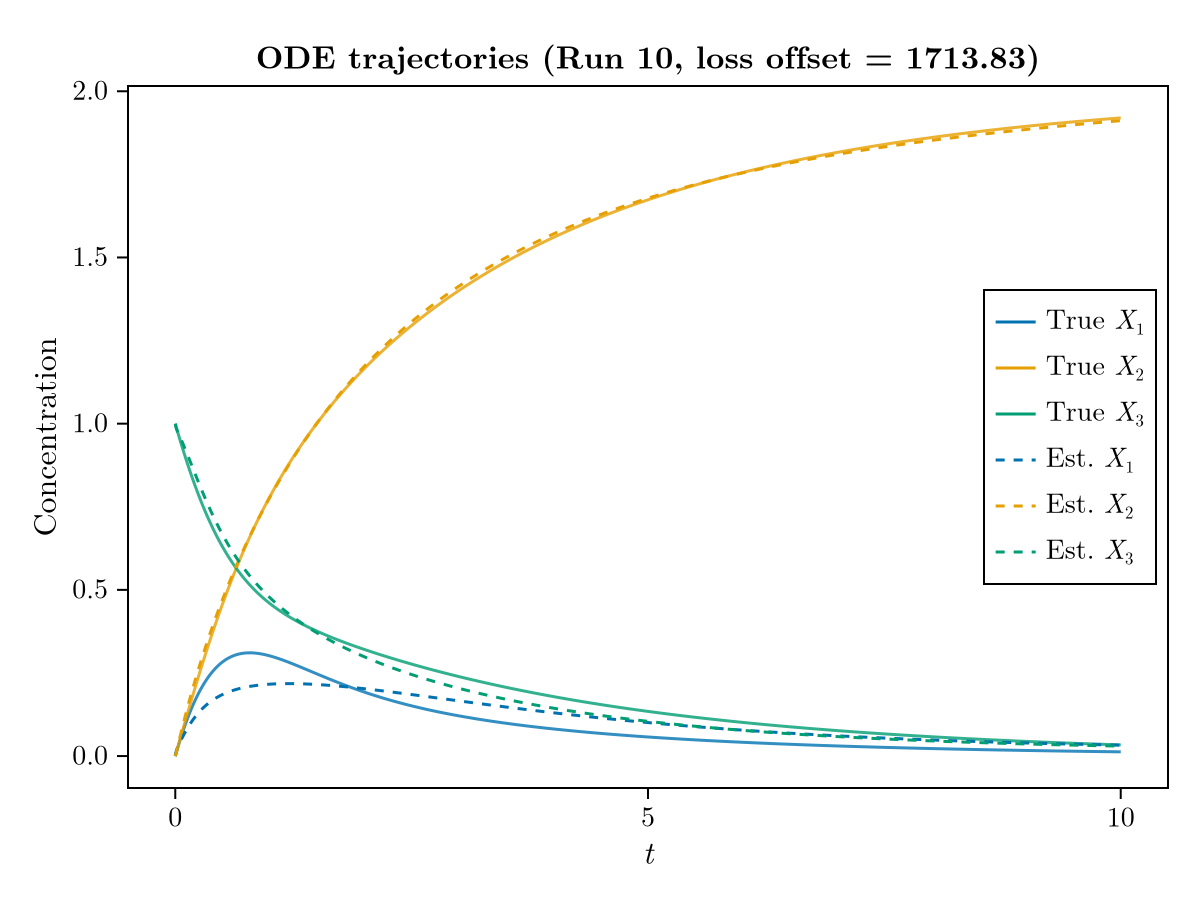 ODE trajectories (Run 10, loss offset = 1713.83)
2.0
1.5
1.0
0.5
0.0
Concentration
0 5 10
t
True X₁
True X₂
True X₃
Est. X₁
Est. X₂
Est. X₃